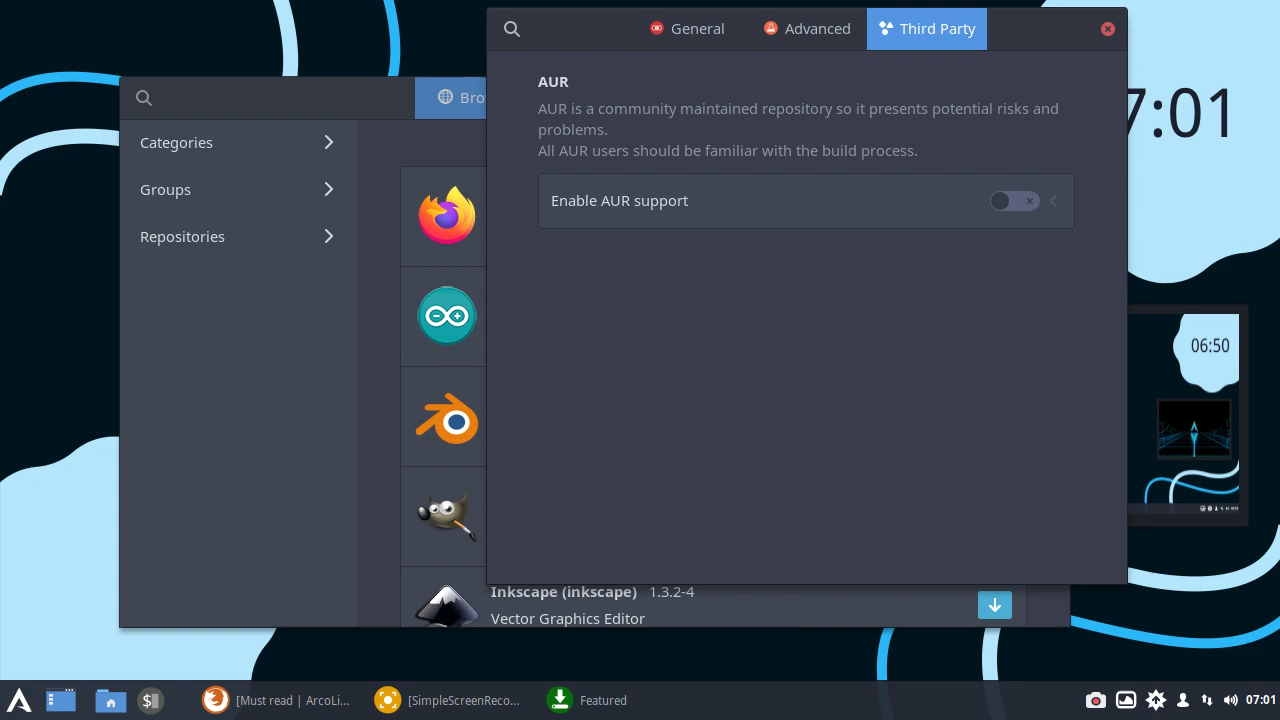 General
Advanced
Third Party
AUR
AUR is a community maintained repository so it presents potential risks and
problems.
All AUR users should be familiar with the build process.
Enable AUR support
Bro
Categories
Groups
Repositories
7:01
06:50
Inkscape (inkscape) 1.3.2-4
Vector Graphics Editor
[Must read | ArcoLi...
[SimpleScreenReco...
Featured
07:01